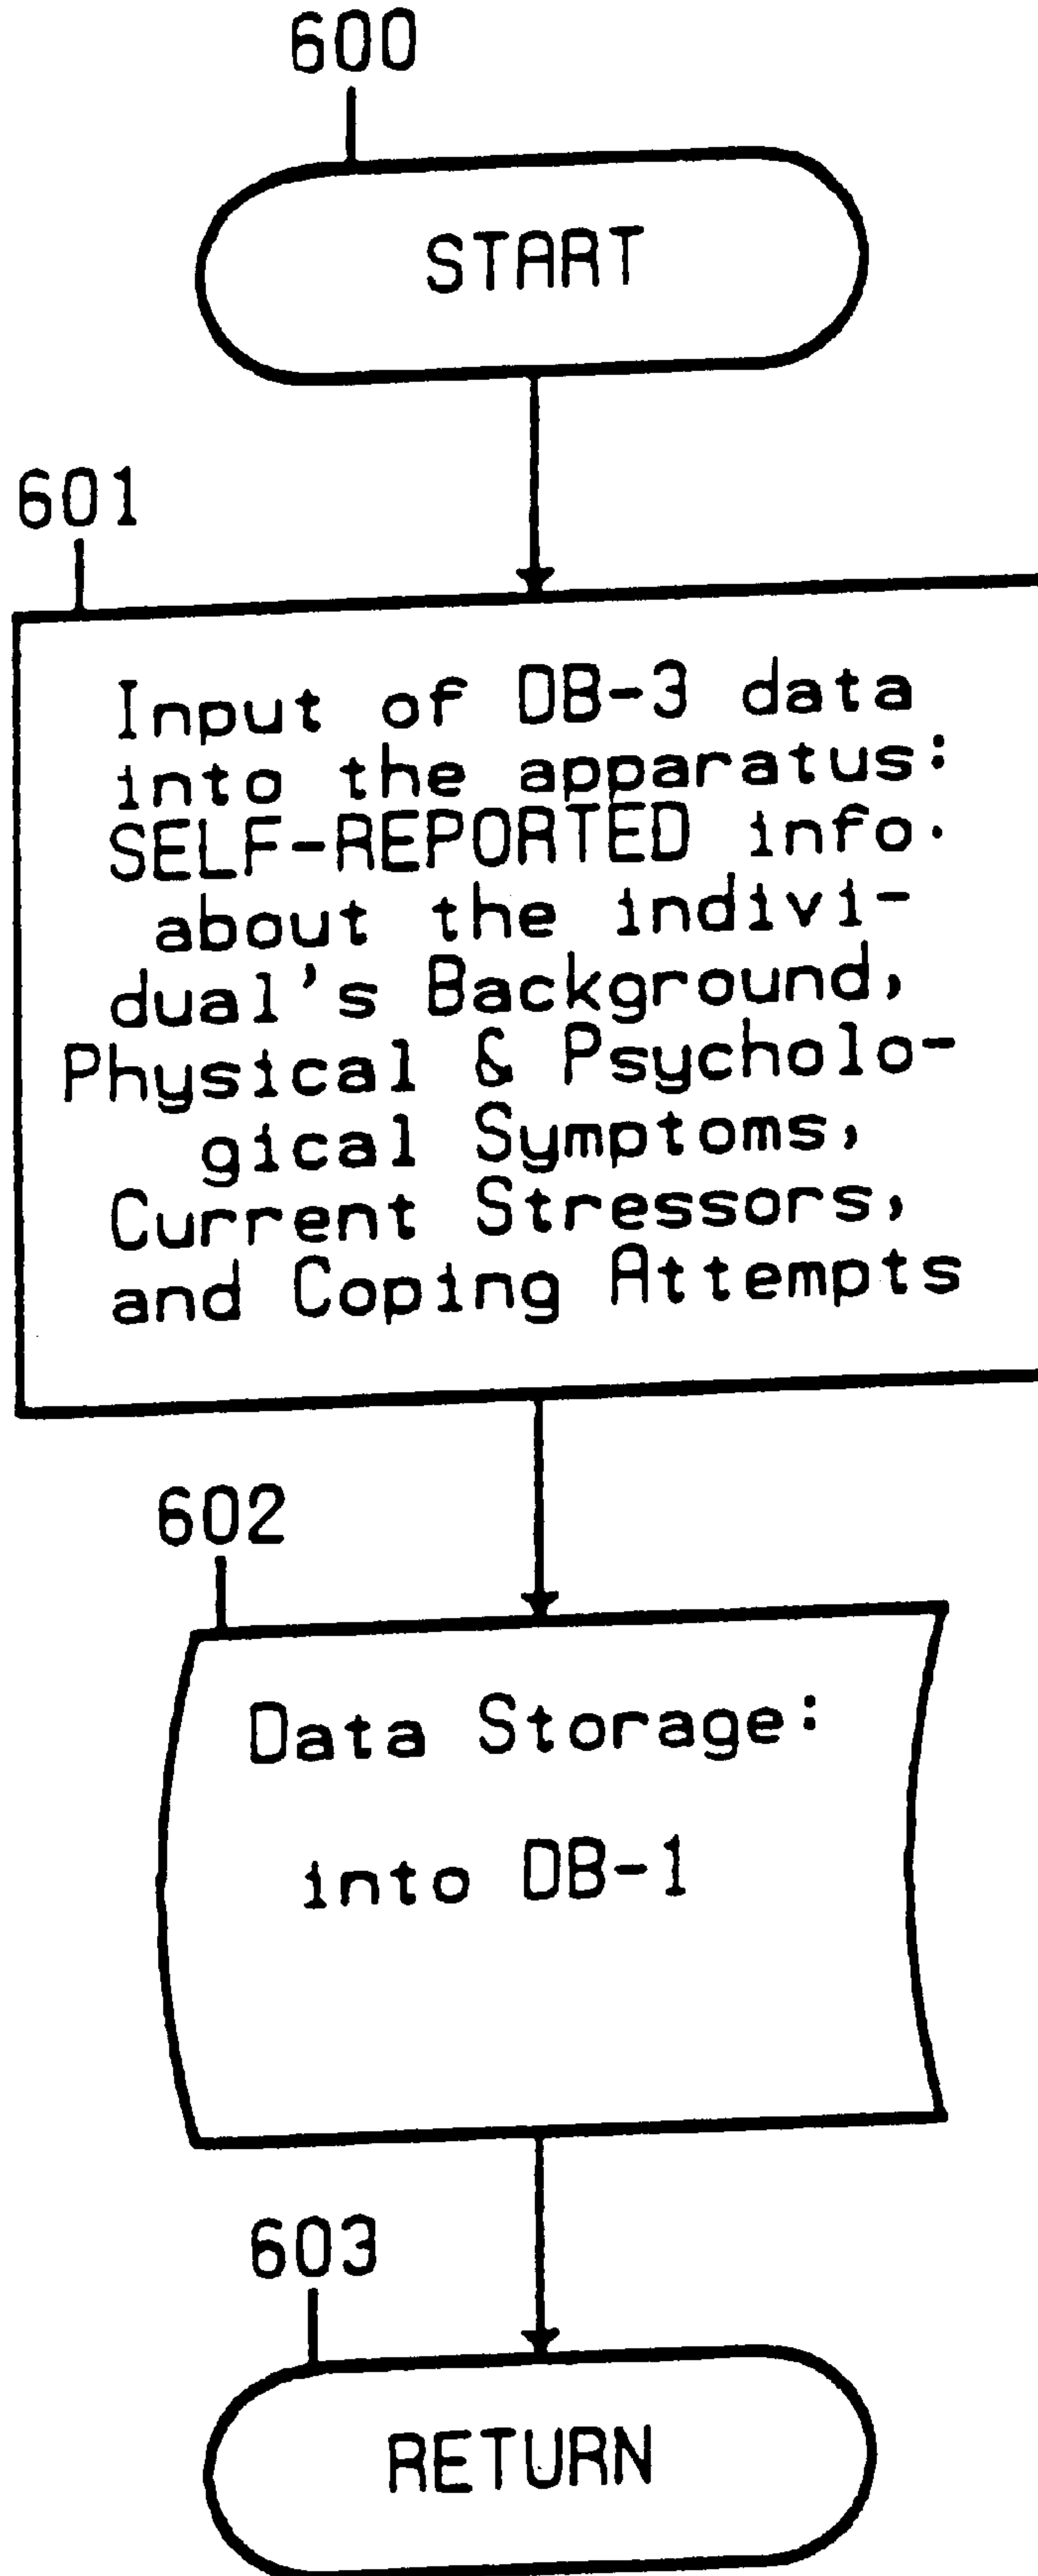 600
START
601
Input of DB-3 data
into the apparatus:
SELF-REPORTED info.
about the indivi-
dual's Background,
Physical & Psycholo-
gical Symptoms,
Current Stressors,
and Coping Attempts
602
Data Storage:
into DB-1
603
RETURN